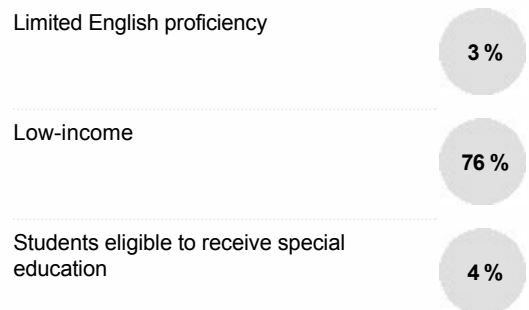 Limited English proficiency
3 %
Low-income
76 %
Students eligible to receive special
education
4 %